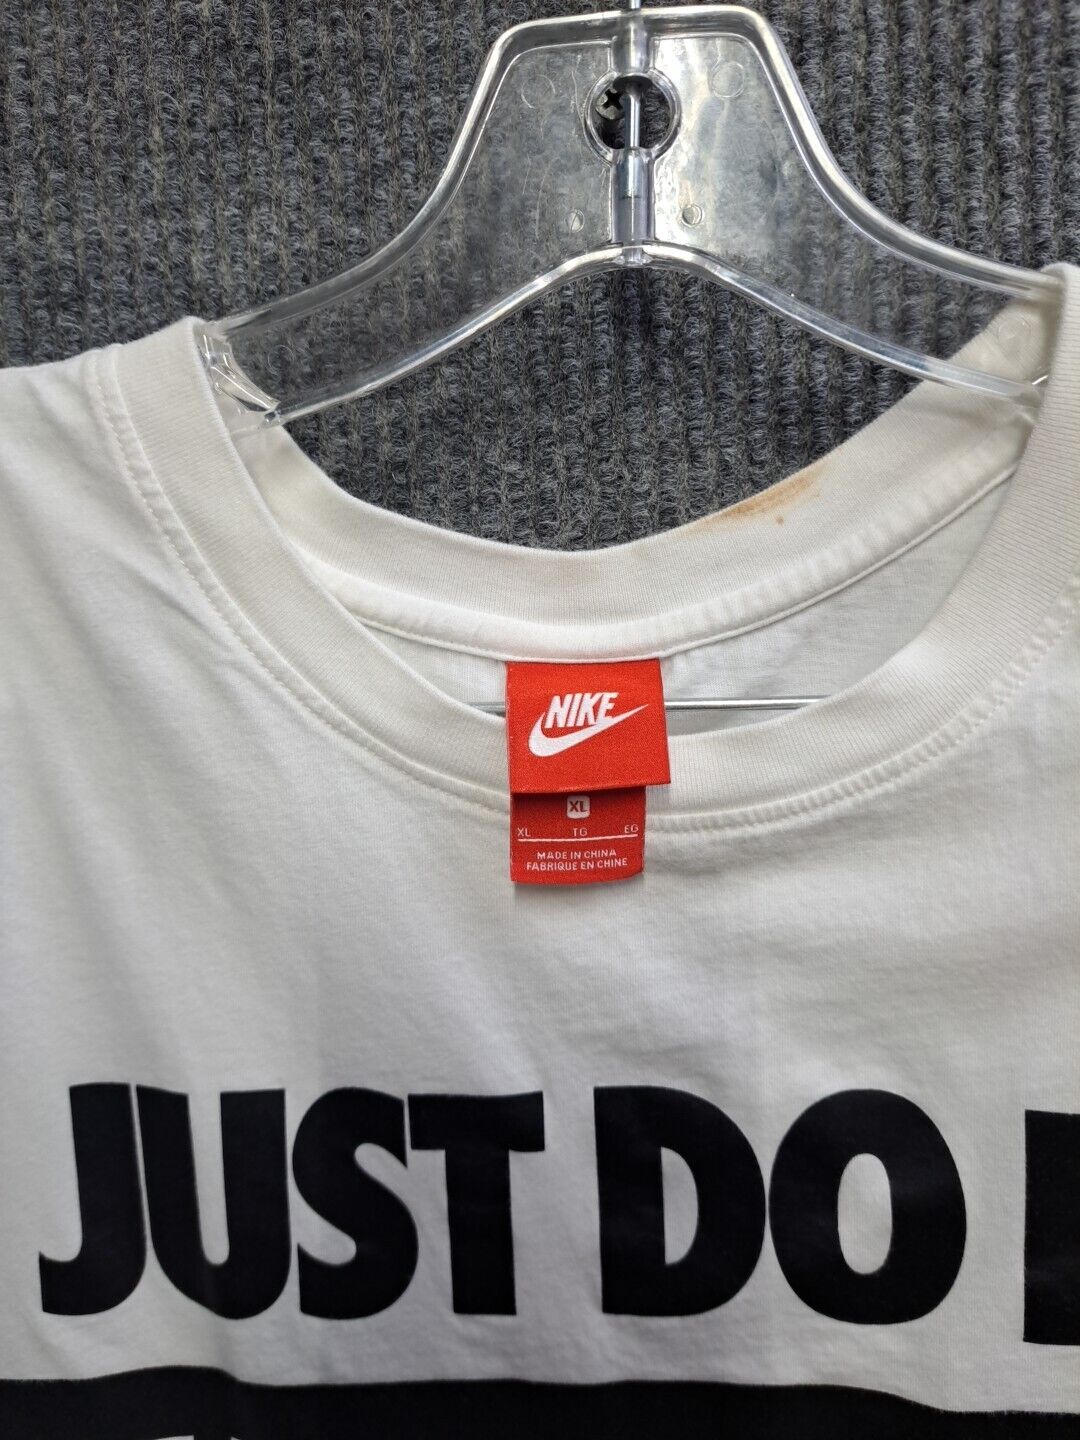 NIKE
XL
XL TG EG
MADE IN CHINA
FABRIQUE EN CHINE
JUST DO